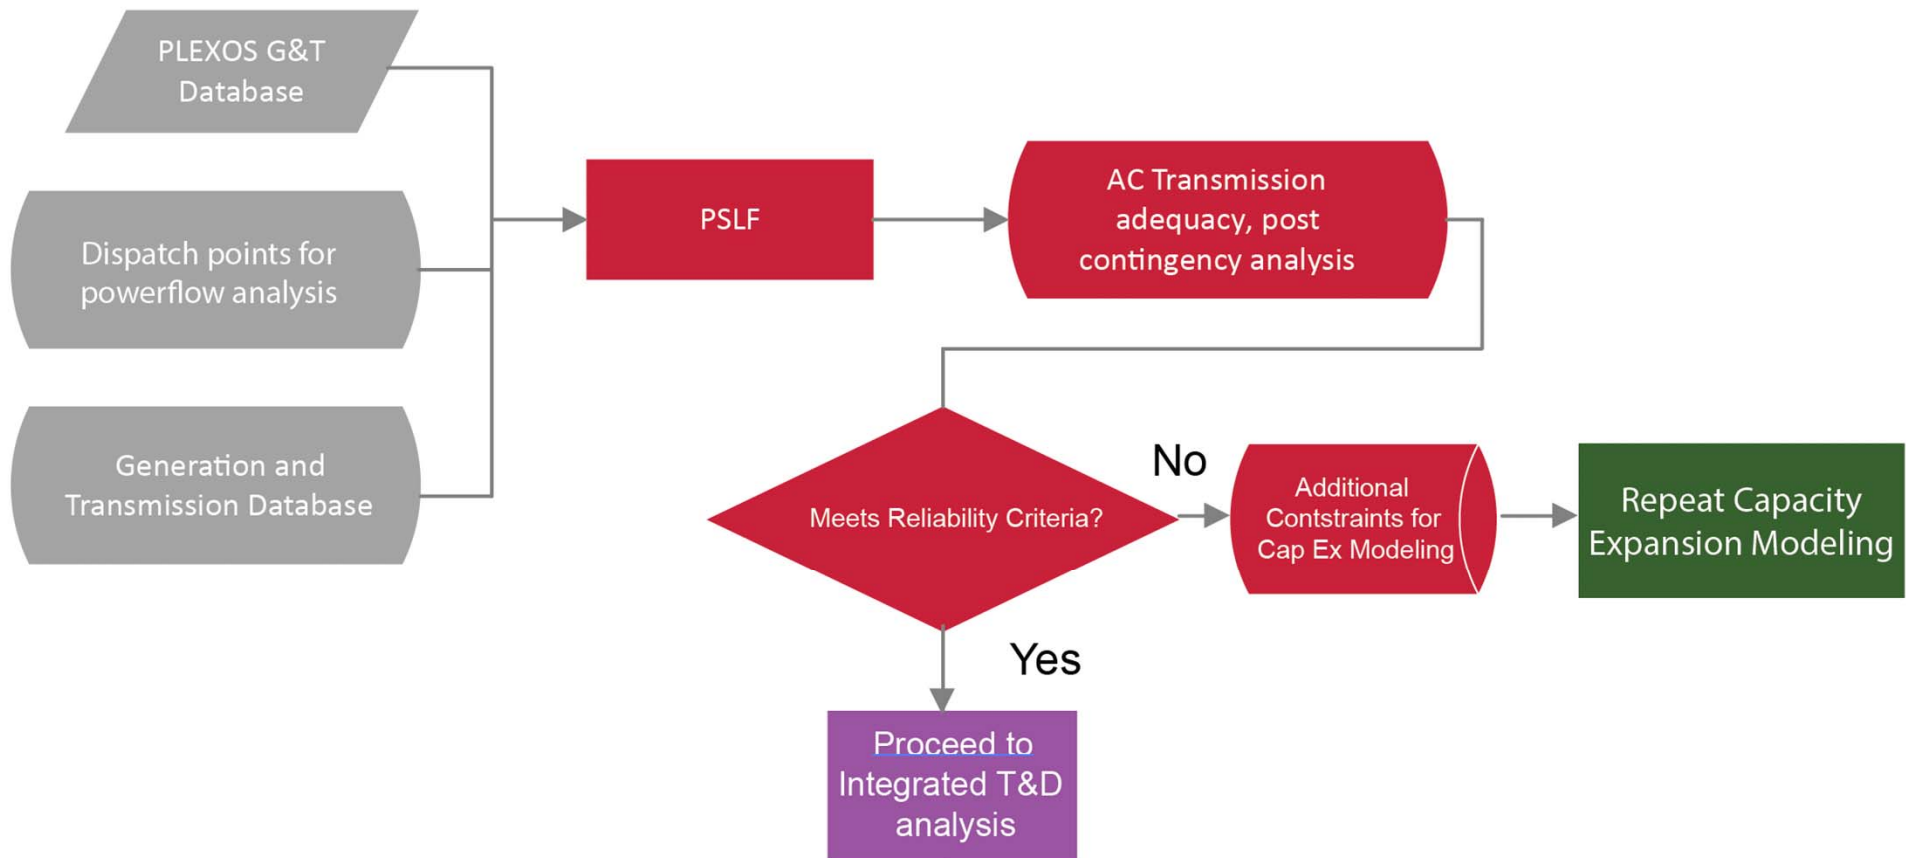 PLEXOS G&T
Database
Dispatch points for
powerflow analysis
Generation and
Transmission Database
PSLF
AC Transmission
adequacy, post
contingency analysis
Meets Reliability Criteria?
No
Additional
Contstraints for
Cap Ex Modeling
Repeat Capacity
Expansion Modeling
Yes
Proceed to
Integrated T&D
analysis